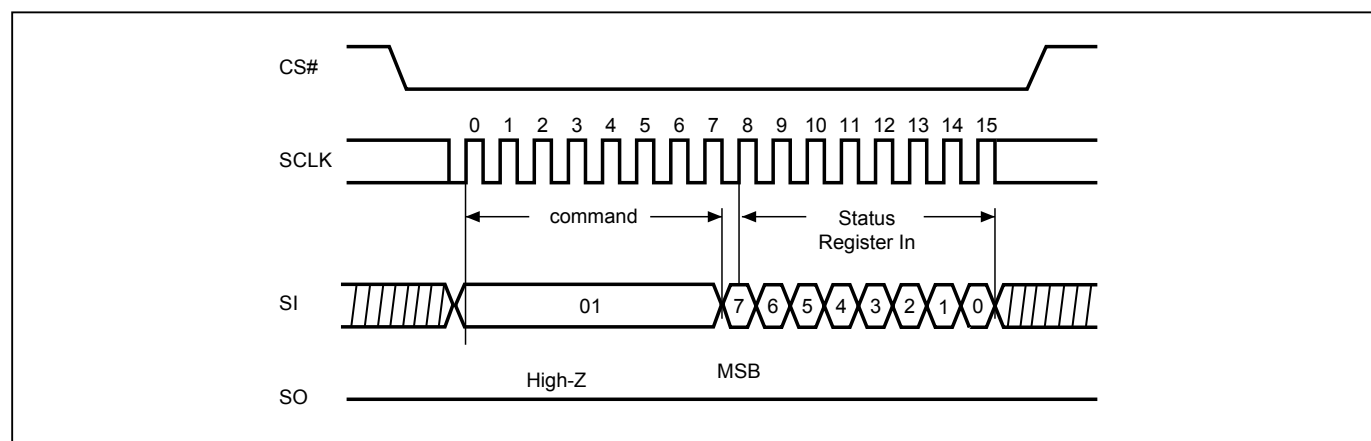 CS#
0 1 2 3 4 5 6 7 8 9 10 11 12 13 14 15
SCLK
command
Status
Register In
SI
01
7 6 5 4 3 2 1 0
High-Z
MSB
SO